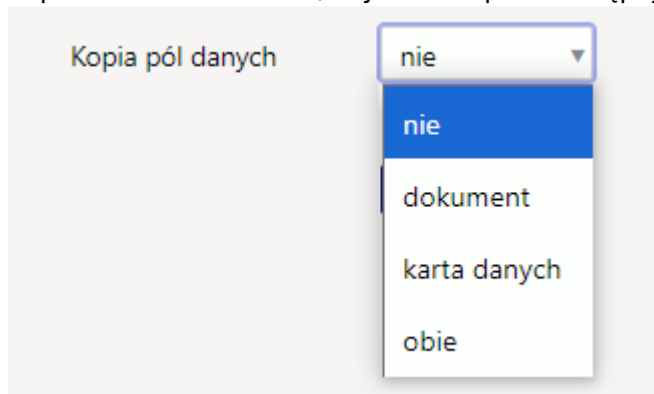 Kopia pól danych nie
nie
dokument
karta danych
obie